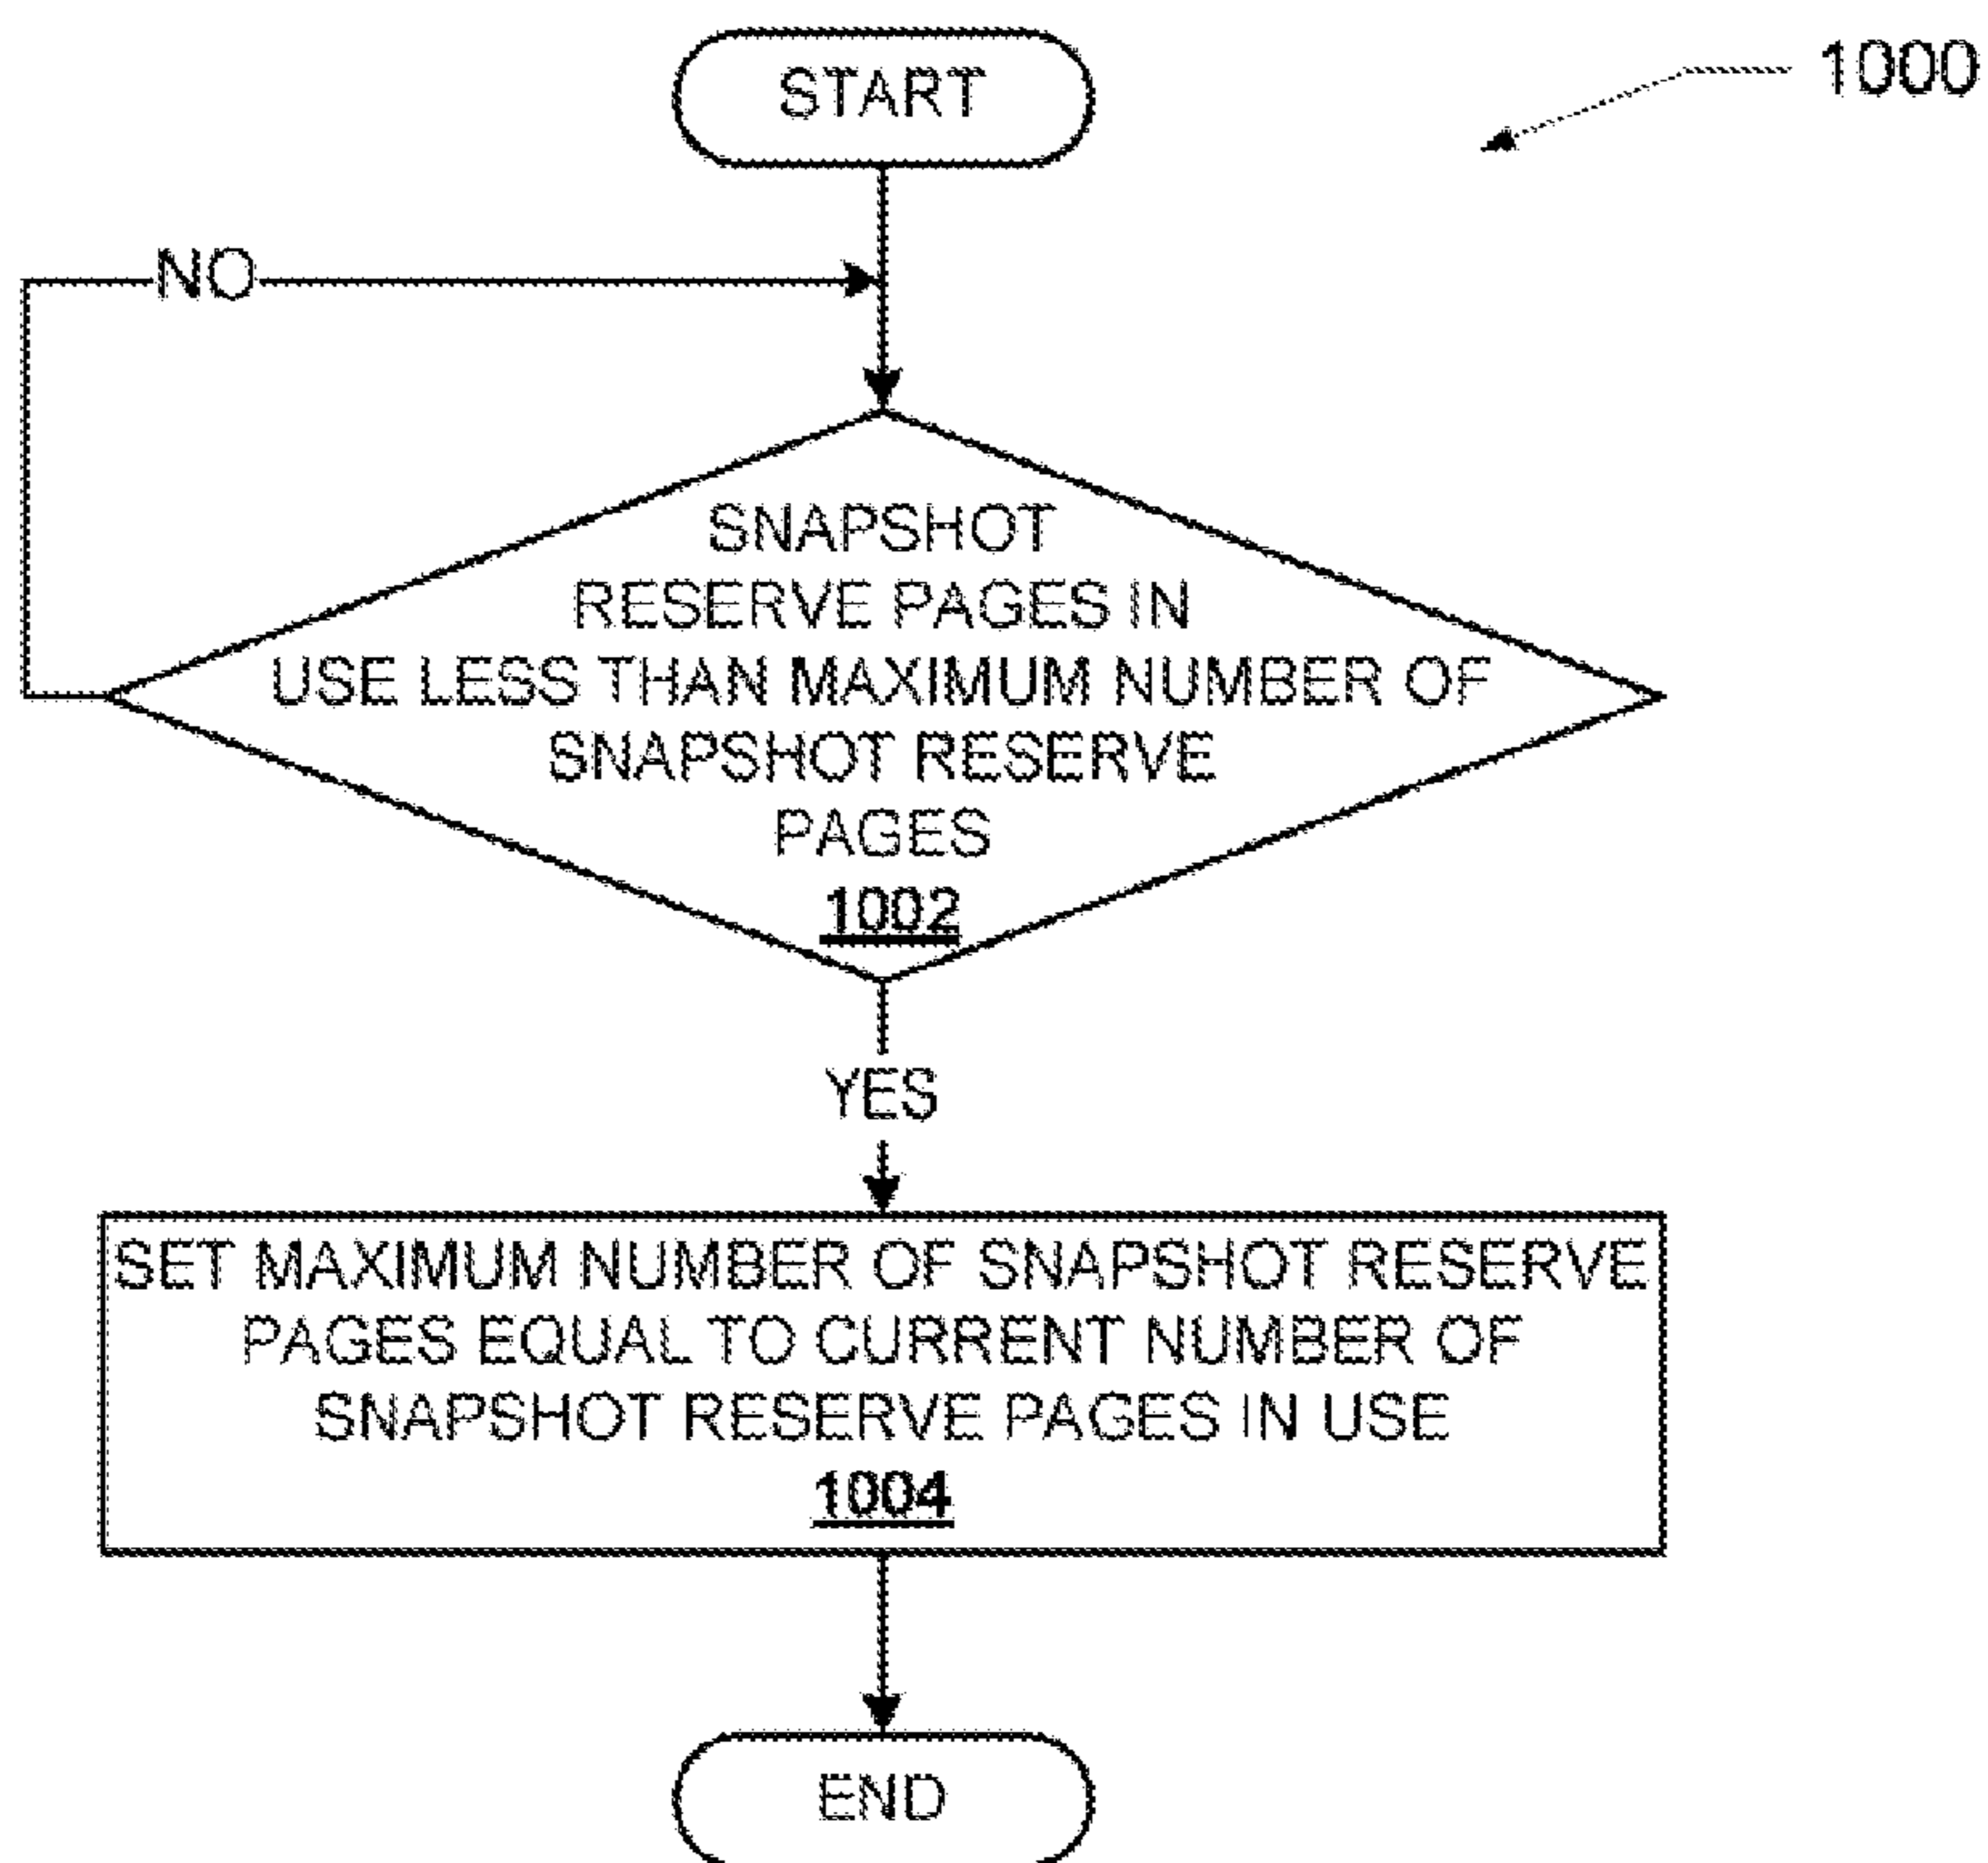 START
1000
NO
SNAPSHOT
RESERVE PAGES IN
USE LESS THAN MAXIMUM NUMBER OF
SNAPSHOT RESERVE
PAGES
1002
YES
SET MAXIMUM NUMBER OF SNAPSHOT RESERVE
PAGES EQUAL TO CURRENT NUMBER OF
SNAPSHOT RESERVE PAGES IN USE
1004
END